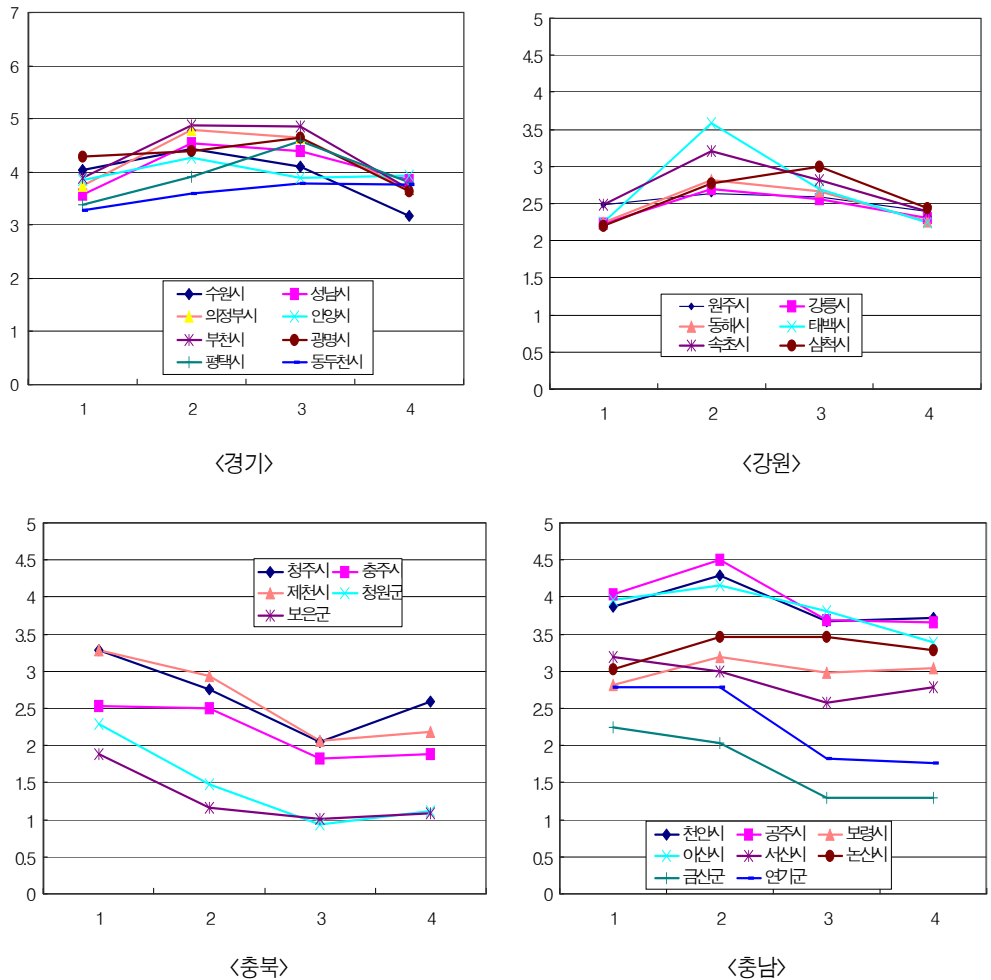 7
6
5
4
3
2
1
0
1 2 3 4
수원시 성남시
의정부시 안양시
부천시 광명시
평택시 동두천시
〈경기〉
5
4.5
4
3.5
3
2.5
2
1.5
1
0.5
0
1 2 3 4
원주시 강릉시
동해시 태백시
속초시 삼척시
〈강원〉
5
4.5
4
3.5
3
2.5
2
1.5
1
0.5
0
1 2 3 4
청주시 충주시
제천시 청원군
보은군
〈충북〉
5
4.5
4
3.5
3
2.5
2
1.5
1
0.5
0
1 2 3 4
천안시 공주시 보령시
아산시 서산시 논산시
금산군 연기군
〈충남〉